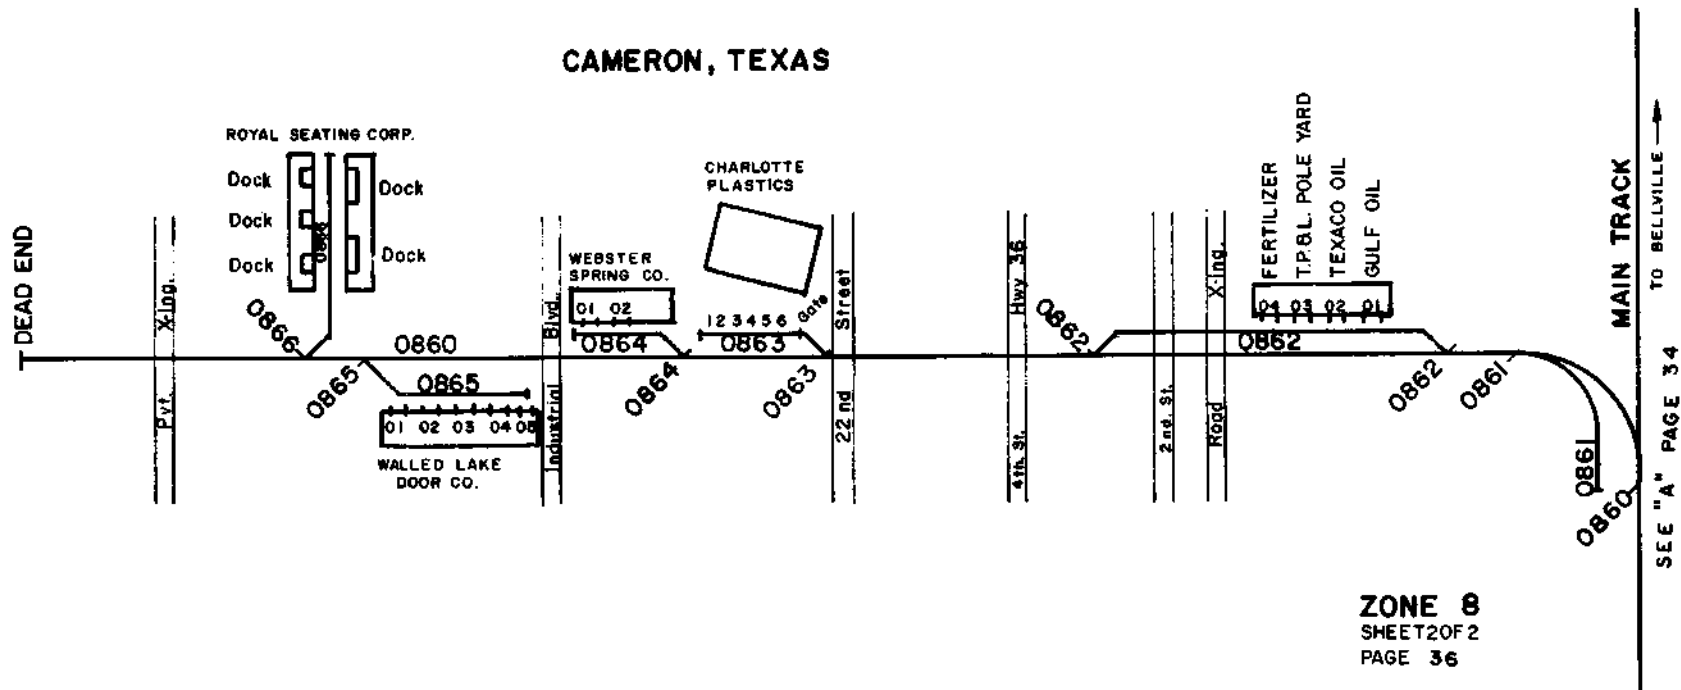 CAMERON, TEXAS
ROYAL SEATING CORP.
Dock
Dock
Dock
Dock
Dock
0866
0866
DEAD END
Pvt. X-ing.
0860
0865
0865
01 02 03 04 05
WALLED LAKE
DOOR CO.
Industrial Blvd.
WEBSTER
SPRING CO.
01 02
0864
0864
CHARLOTTE
PLASTICS
1 2 3 4 5 6
Gate
0863
0863
22nd Street
4th. St. Hwy 36
0862
2nd. St.
Road X-ing.
FERTILIZER
T.P.&L. POLE YARD
TEXACO OIL
GULF OIL
04 03 02 01
0862
0862
0861
0861
0860
MAIN TRACK
TO BELLVILLE
SEE "A" PAGE 34
ZONE 8
SHEET 2 OF 2
PAGE 36